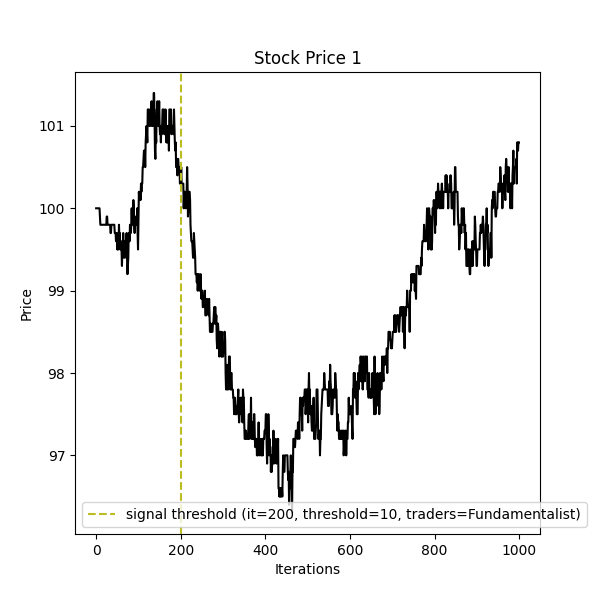 Stock Price 1
Price
101
100
99
98
97
signal threshold (it=200, threshold=10, traders=Fundamentalist)
0 200 400 600 800 1000
Iterations